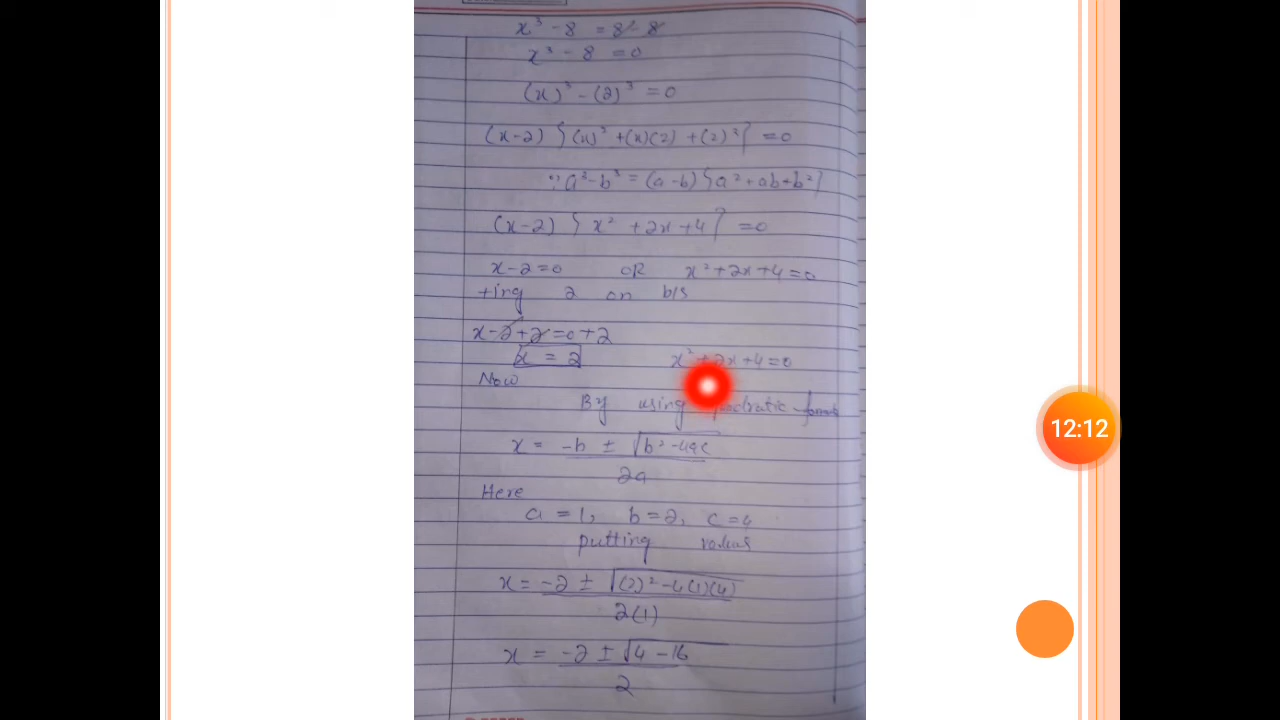 x³ - 8 = 8 - 8
x³ - 8 = 0
(x)³ - (2)³ = 0
(x-2) {(x)² + (x)(2) + (2)²} = 0
∵ a³-b³ = (a-b) {a² + ab + b²}
(x-2) {x² + 2x + 4} = 0
x-2=0 OR x²+2x+4=0
+ing 2 on b/s
x-2+2=0+2
x = 2 x²+2x+4=0
Now
By using quadratic
x = -b ± √b²-4ac
2a
Here
a = 1, b = 2, c = 4
putting values
x = -2 ± √(2)² - 4(1)(4)
2(1)
x = -2 ± √4 - 16
2
12:12